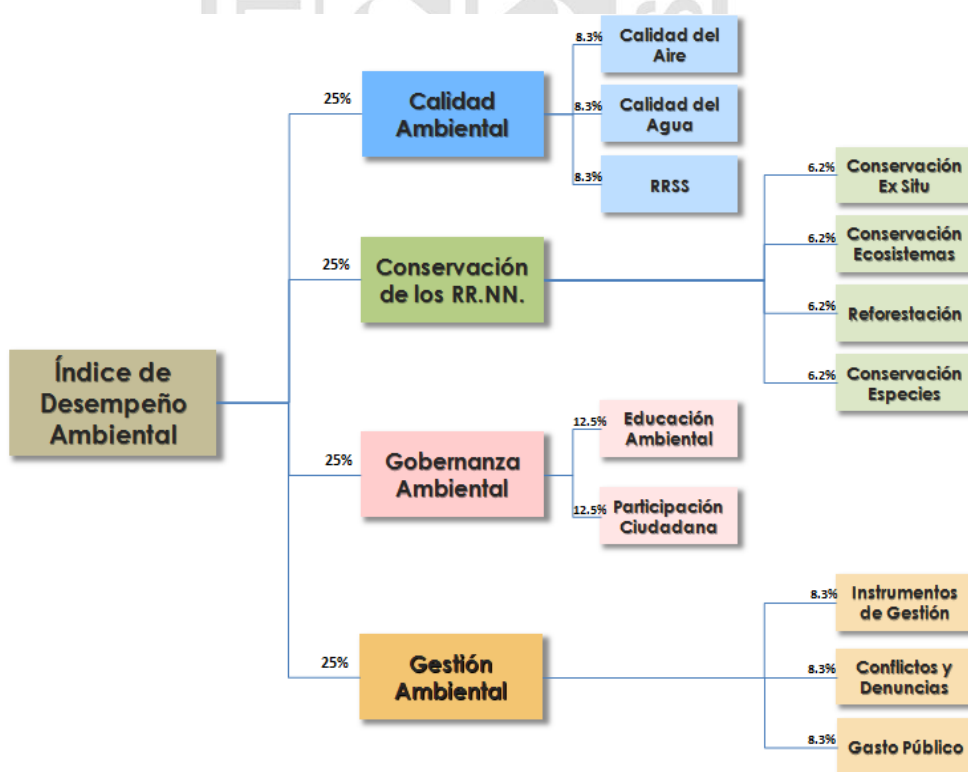 8.3%
Calidad del
Aire
25%
Calidad
Ambiental
8.3%
Calidad del
Agua
8.3%
RRSS
6.2%
Conservación
Ex Situ
25%
Conservación
de los RR.NN.
6.2%
Conservación
Ecosistemas
6.2%
Reforestación
6.2%
Conservación
Especies
Índice de
Desempeño
Ambiental
25%
Gobernanza
Ambiental
12.5%
Educación
Ambiental
12.5%
Participación
Ciudadana
25%
Gestión
Ambiental
8.3%
Instrumentos
de Gestión
8.3%
Conflictos y
Denuncias
8.3%
Gasto Público